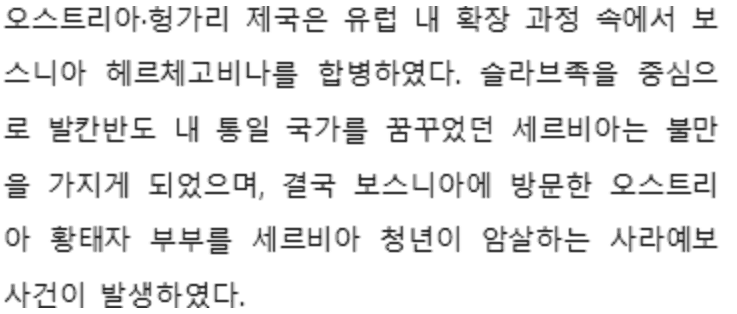 오스트리아·헝가리 제국은 유럽 내 확장 과정 속에서 보
스니아 헤르체고비나를 합병하였다. 슬라브족을 중심으
로 발칸반도 내 통일 국가를 꿈꾸었던 세르비아는 불만
을 가지게 되었으며, 결국 보스니아에 방문한 오스트리
아 황태자 부부를 세르비아 청년이 암살하는 사라예보
사건이 발생하였다.